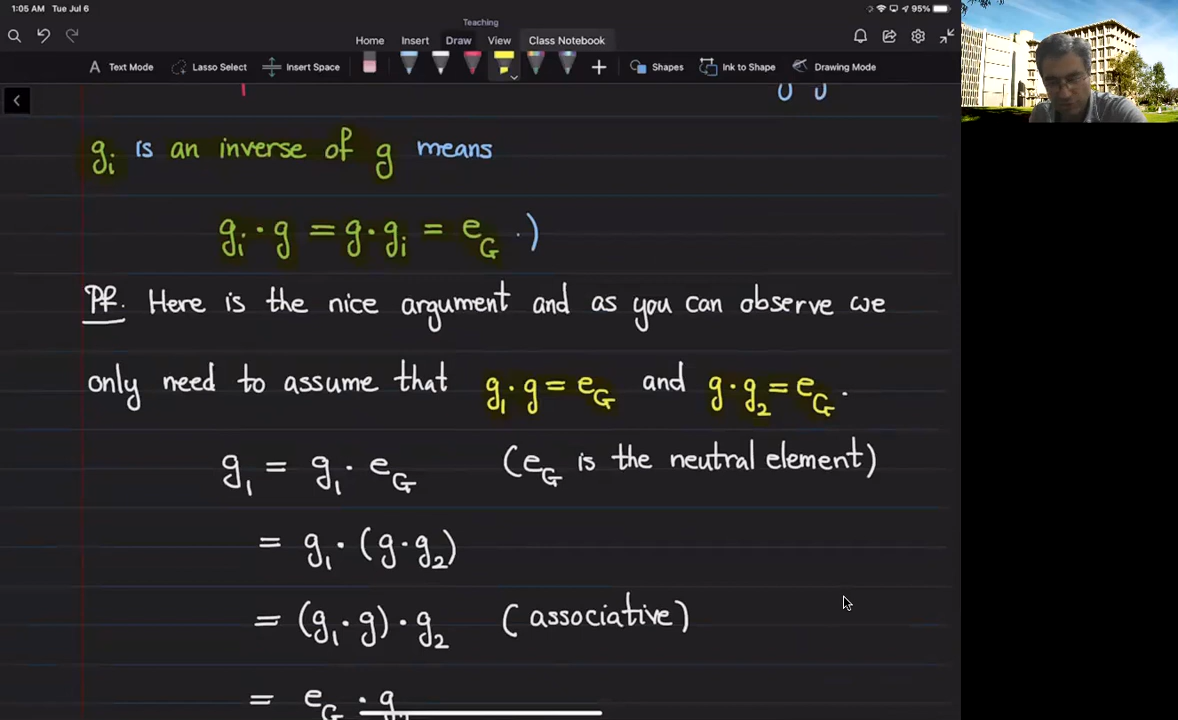 1:05 AM Tue Jul 6
95%
Teaching
Home Insert Draw View Class Notebook
Text Mode Lasso Select Insert Space Shapes Ink to Shape Drawing Mode
gᵢ is an inverse of g means
gᵢ · g = g · gᵢ = e_G .)
Pf. Here is the nice argument and as you can observe we
only need to assume that g₁ · g = e_G and g · g₂ = e_G .
g₁ = g₁ · e_G (e_G is the neutral element)
= g₁ · (g · g₂)
= (g₁ · g) · g₂ (associative)
= e_G · g